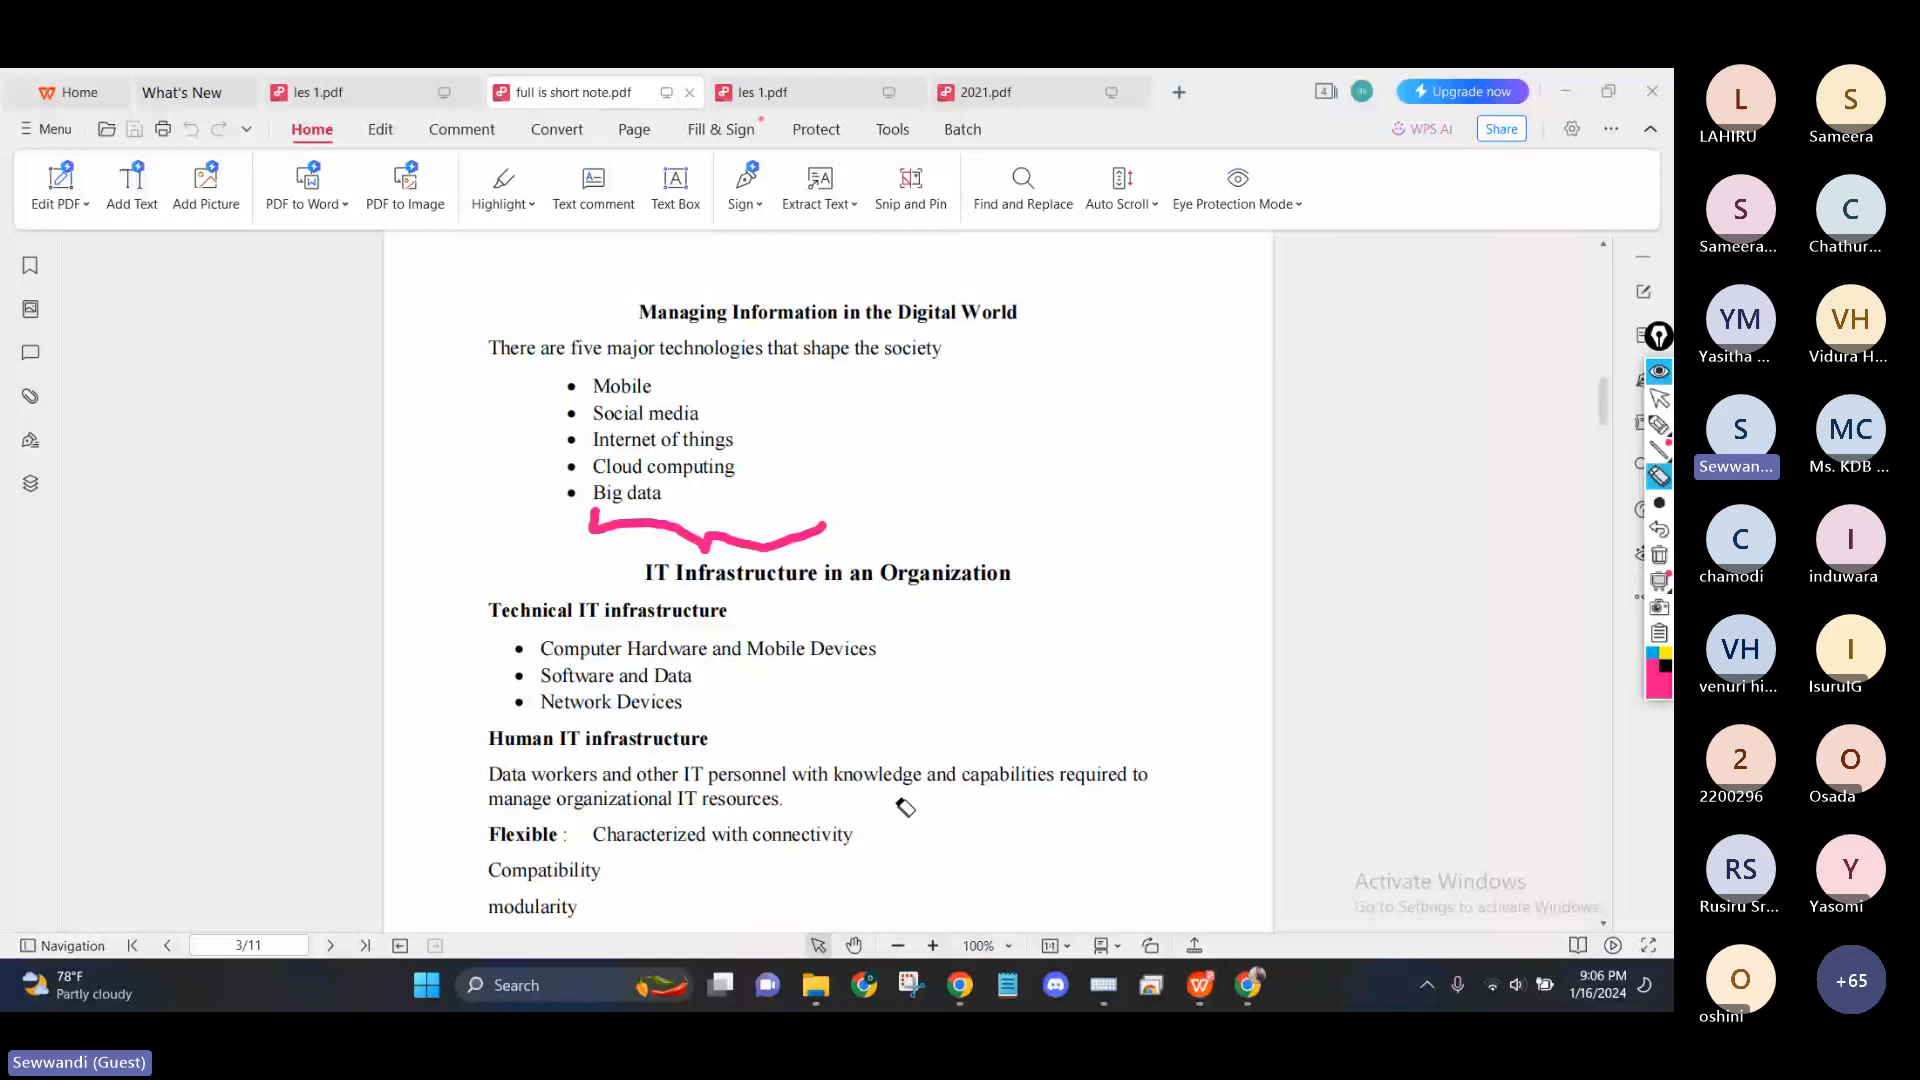 Home
What's New
les 1.pdf
full is short note.pdf
les 1.pdf
2021.pdf
4
ds
Upgrade now
Menu
Home
Edit
Comment
Convert
Page
Fill & Sign
Protect
Tools
Batch
WPS AI
Share
Edit PDF
Add Text
Add Picture
PDF to Word
PDF to Image
Highlight
Text comment
Text Box
Sign
Extract Text
Snip and Pin
Find and Replace
Auto Scroll
Eye Protection Mode
Managing Information in the Digital World
There are five major technologies that shape the society
• Mobile
• Social media
• Internet of things
• Cloud computing
• Big data
IT Infrastructure in an Organization
Technical IT infrastructure
• Computer Hardware and Mobile Devices
• Software and Data
• Network Devices
Human IT infrastructure
Data workers and other IT personnel with knowledge and capabilities required to
manage organizational IT resources.
Flexible : Characterized with connectivity
Compatibility
modularity
Activate Windows
Go to Settings to activate Windows.
Navigation
3/11
100%
78°F
Partly cloudy
Search
9:06 PM
1/16/2024
Sewwandi (Guest)
L
LAHIRU
S
Sameera
S
Sameera...
C
Chathur...
YM
Yasitha ...
VH
Vidura H...
S
Sewwan...
MC
Ms. KDB ...
C
chamodi
I
induwara
VH
venuri hi...
I
IsuruIG
2
2200296
O
Osada
RS
Rusiru Sr...
Y
Yasomi
O
oshini
+65